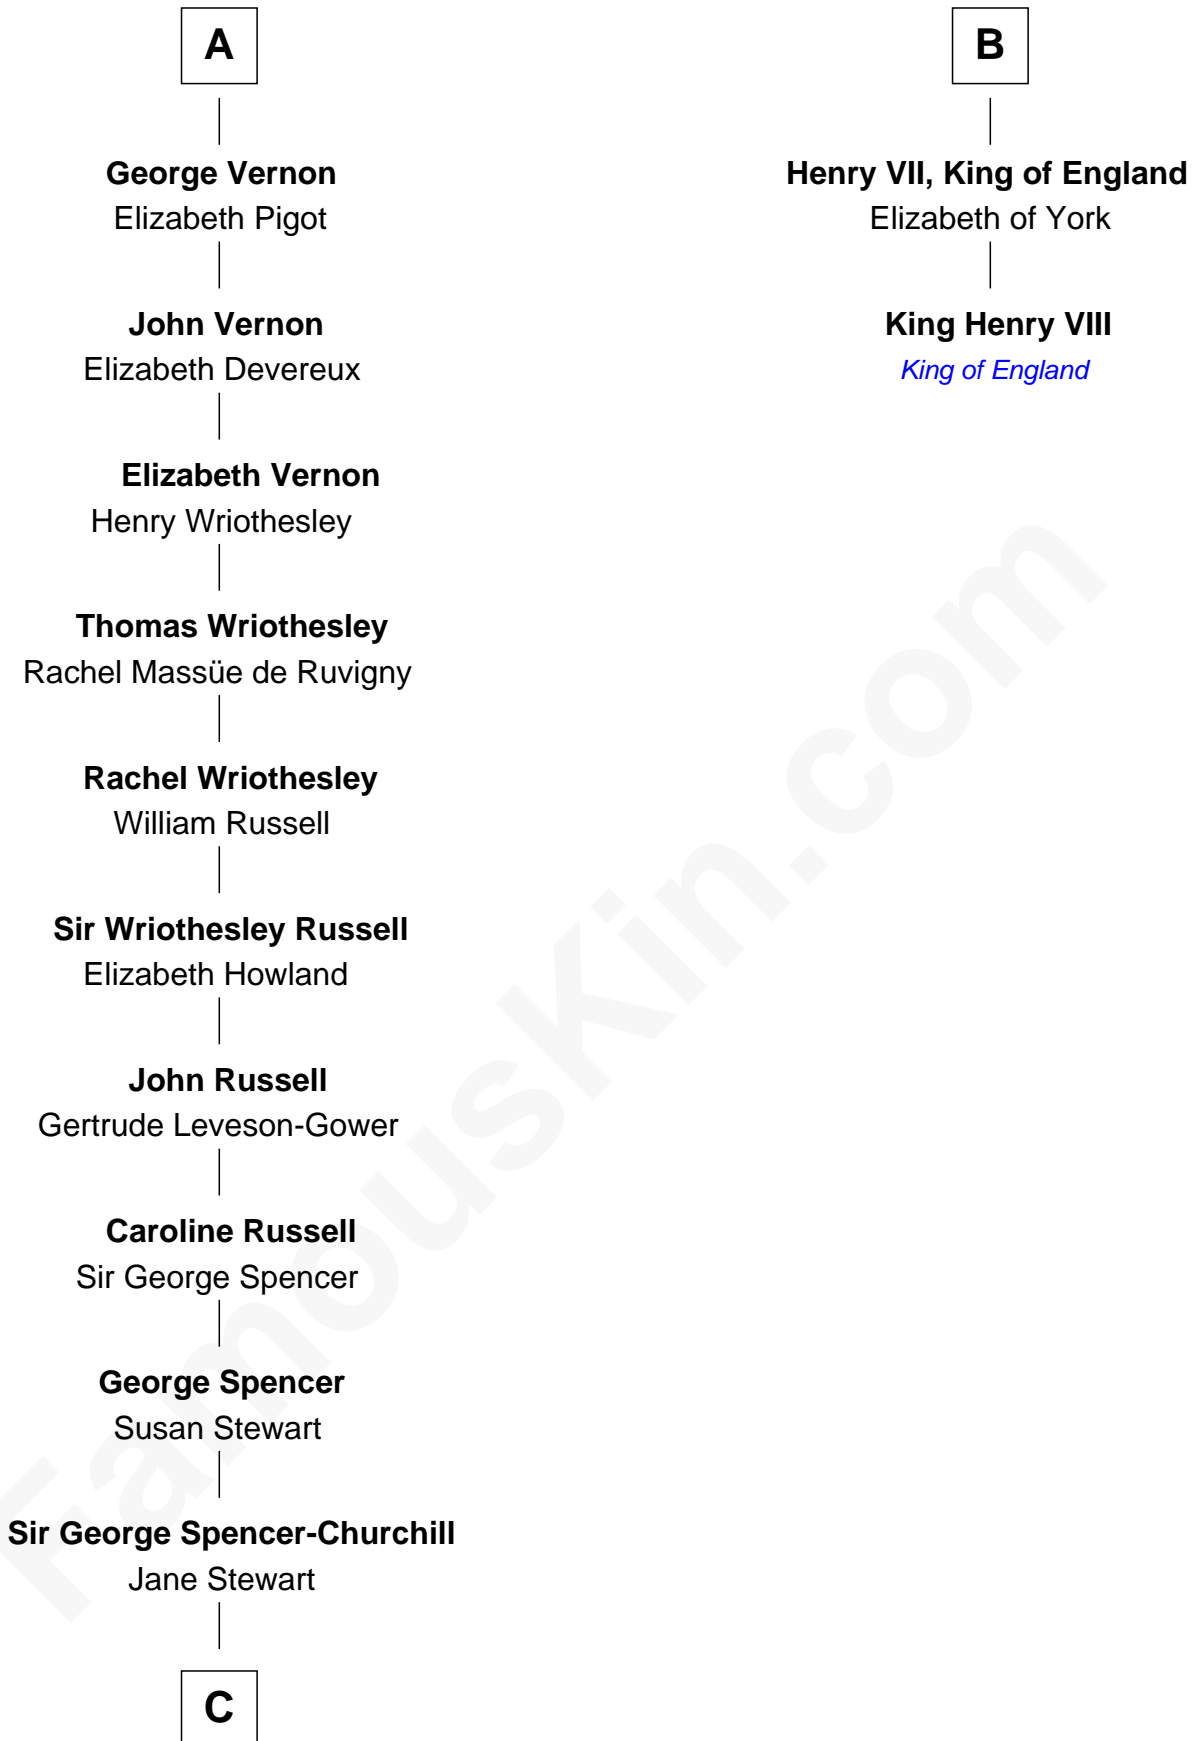 A
George Vernon
Elizabeth Pigot
John Vernon
Elizabeth Devereux
Elizabeth Vernon
Henry Wriothesley
Thomas Wriothesley
Rachel Massüe de Ruvigny
Rachel Wriothesley
William Russell
Sir Wriothesley Russell
Elizabeth Howland
John Russell
Gertrude Leveson-Gower
Caroline Russell
Sir George Spencer
George Spencer
Susan Stewart
Sir George Spencer-Churchill
Jane Stewart
C
B
Henry VII, King of England
Elizabeth of York
King Henry VIII
King of England
FamousKin.com